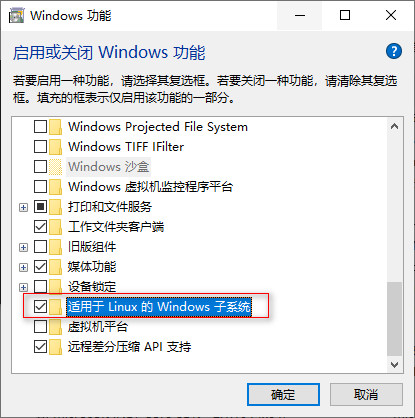 Windows 功能
启用或关闭 Windows 功能
若要启用一种功能，请选择其复选框。若要关闭一种功能，请清除其复选
框。填充的框表示仅启用该功能的一部分。
Windows Projected File System
Windows TIFF IFilter
Windows 沙盒
Windows 虚拟机监控程序平台
打印和文件服务
工作文件夹客户端
旧版组件
媒体功能
设备锁定
适用于 Linux 的 Windows 子系统
虚拟机平台
远程差分压缩 API 支持
确定
取消